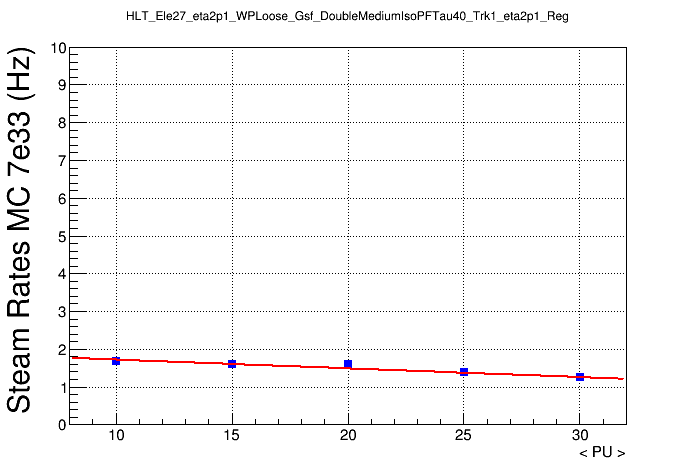 HLT_Ele27_eta2p1_WPLoose_Gsf_DoubleMediumIsoPFTau40_Trk1_eta2p1_Reg
Steam Rates MC 7e33 (Hz)
10
9
8
7
6
5
4
3
2
1
0
10 15 20 25 30
< PU >